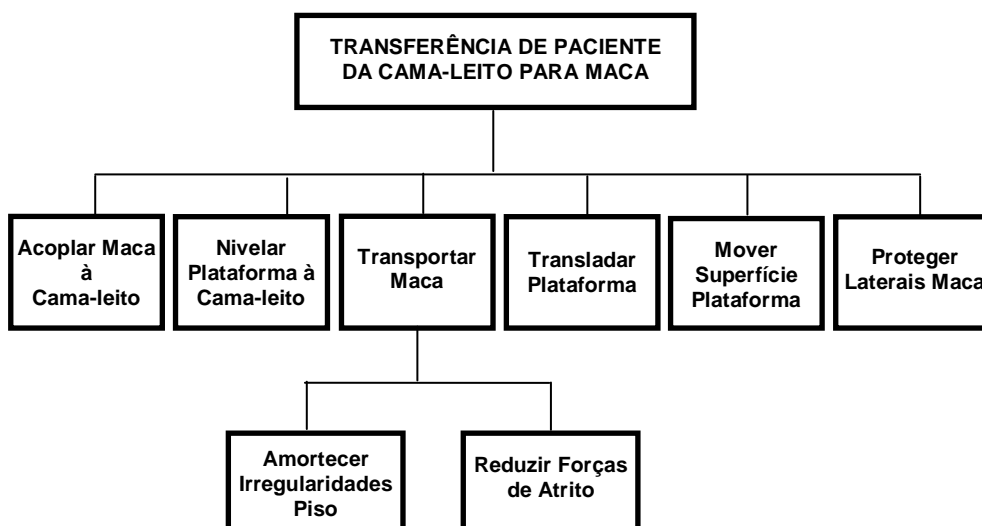 TRANSFERÊNCIA DE PACIENTE
DA CAMA-LEITO PARA MACA
Acoplar Maca
à
Cama-leito
Nivelar
Plataforma à
Cama-leito
Transportar
Maca
Transladar
Plataforma
Mover
Superfície
Plataforma
Proteger
Laterais Maca
Amortecer
Irregularidades
Piso
Reduzir Forças
de Atrito